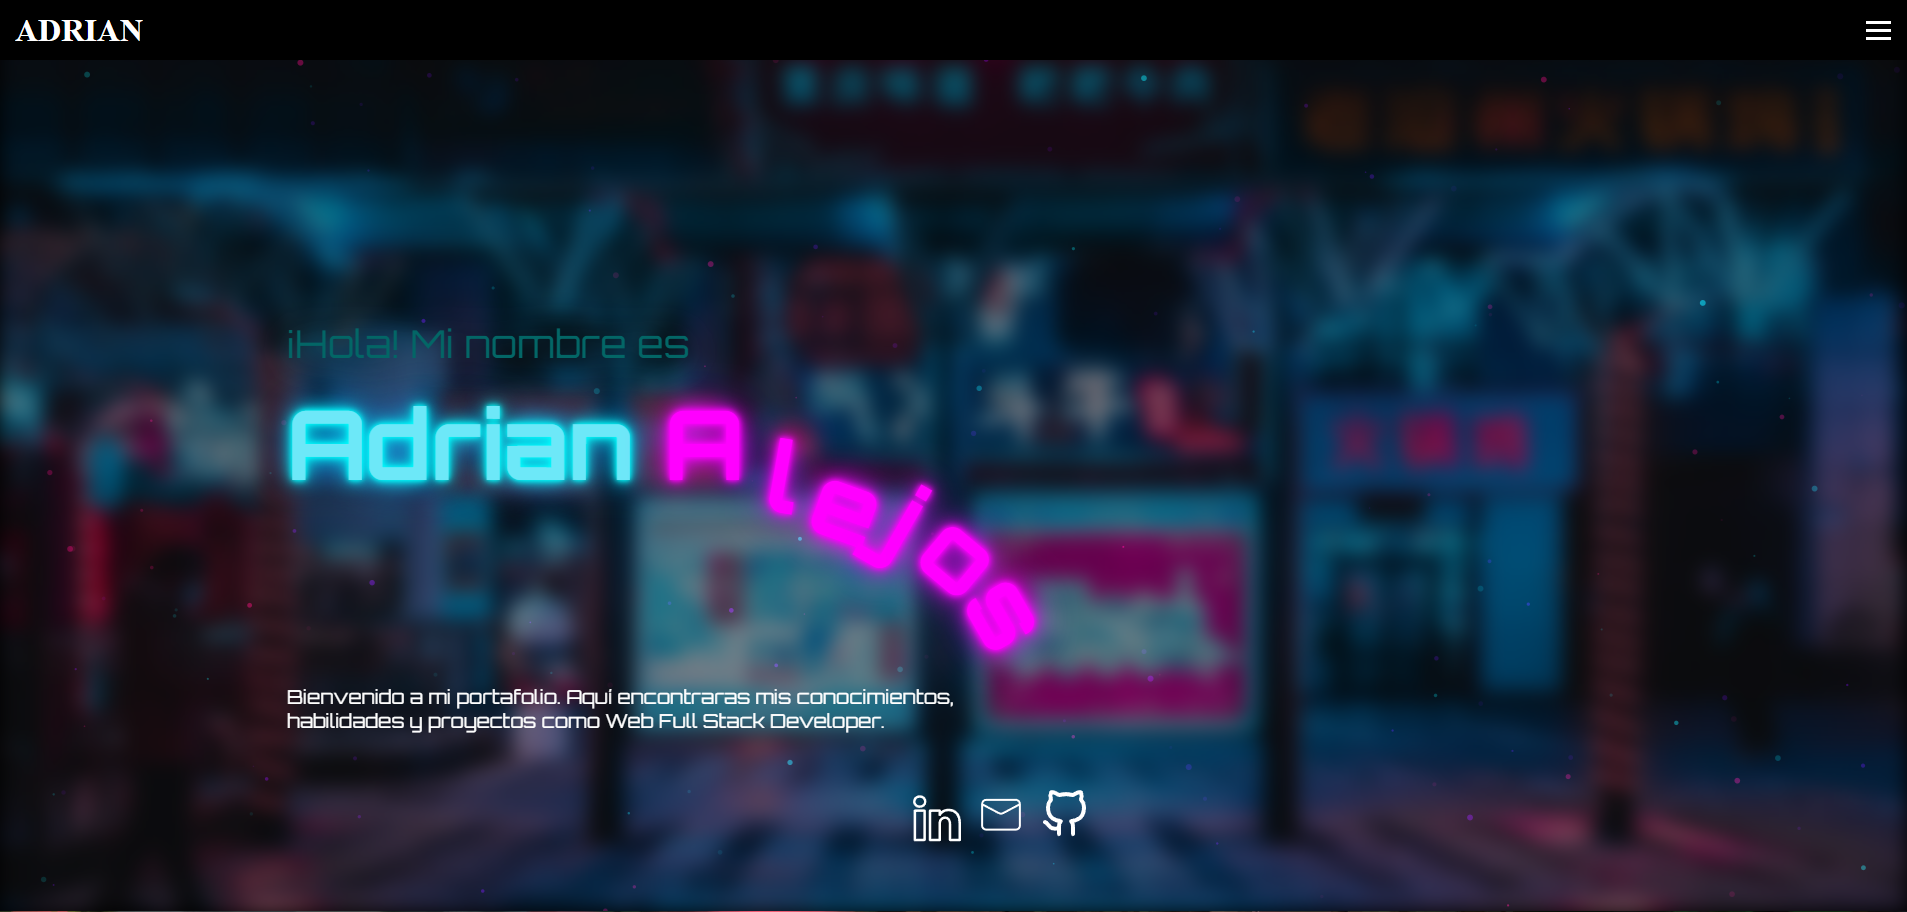 ADRIAN
¡Hola! Mi nombre es
Adrian Alejos
Bienvenido a mi portafolio. Aquí encontraras mis conocimientos,
habilidades y proyectos como Web Full Stack Developer.
in